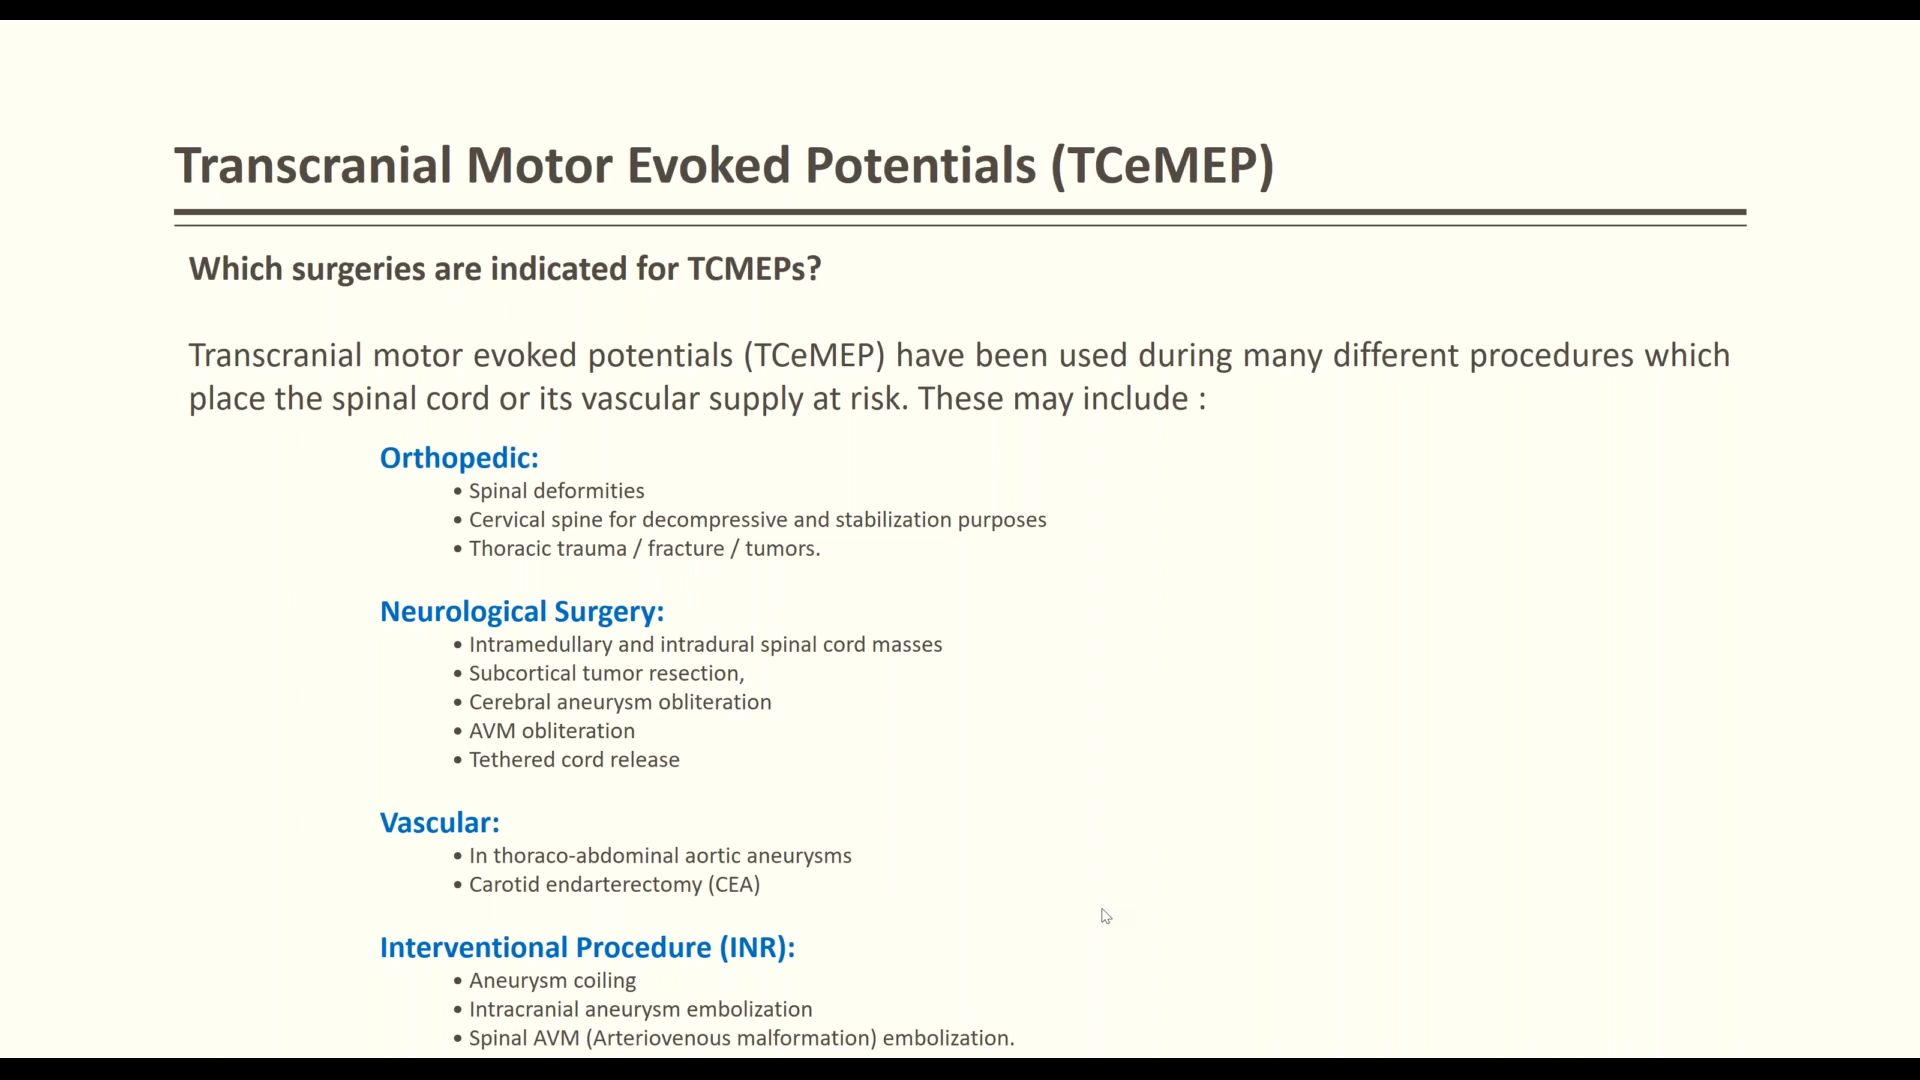 Transcranial Motor Evoked Potentials (TCeMEP)
Which surgeries are indicated for TCMEPs?
Transcranial motor evoked potentials (TCeMEP) have been used during many different procedures which
place the spinal cord or its vascular supply at risk. These may include :
Orthopedic:
• Spinal deformities
• Cervical spine for decompressive and stabilization purposes
• Thoracic trauma / fracture / tumors.
Neurological Surgery:
• Intramedullary and intradural spinal cord masses
• Subcortical tumor resection,
• Cerebral aneurysm obliteration
• AVM obliteration
• Tethered cord release
Vascular:
• In thoraco-abdominal aortic aneurysms
• Carotid endarterectomy (CEA)
Interventional Procedure (INR):
• Aneurysm coiling
• Intracranial aneurysm embolization
• Spinal AVM (Arteriovenous malformation) embolization.